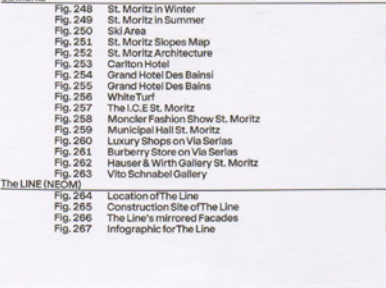 Fig. 248 St. Moritz in Winter
Fig. 249 St. Moritz in Summer
Fig. 250 Ski Area
Fig. 251 St. Moritz Slopes Map
Fig. 252 St. Moritz Architecture
Fig. 253 Carlton Hotel
Fig. 254 Grand Hotel Des Bainsi
Fig. 255 Grand Hotel Des Bains
Fig. 256 White Turf
Fig. 257 The I.C.E St. Moritz
Fig. 258 Moncler Fashion Show St. Moritz
Fig. 259 Municipal Hall St. Moritz
Fig. 260 Luxury Shops on Via Serlas
Fig. 261 Burberry Store on Via Serlas
Fig. 262 Hauser & Wirth Gallery St. Moritz
Fig. 263 Vito Schnabel Gallery
The LINE (NEOM)
Fig. 264 Location of The Line
Fig. 265 Construction Site of The Line
Fig. 266 The Line's mirrored Facades
Fig. 267 Infographic for The Line